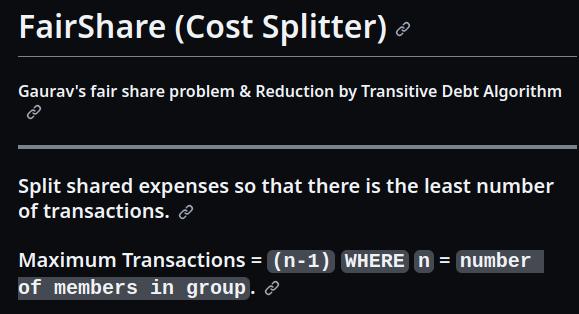 FairShare (Cost Splitter)
Gaurav's fair share problem & Reduction by Transitive Debt Algorithm
Split shared expenses so that there is the least number
of transactions.
Maximum Transactions = (n-1) WHERE n = number
of members in group.